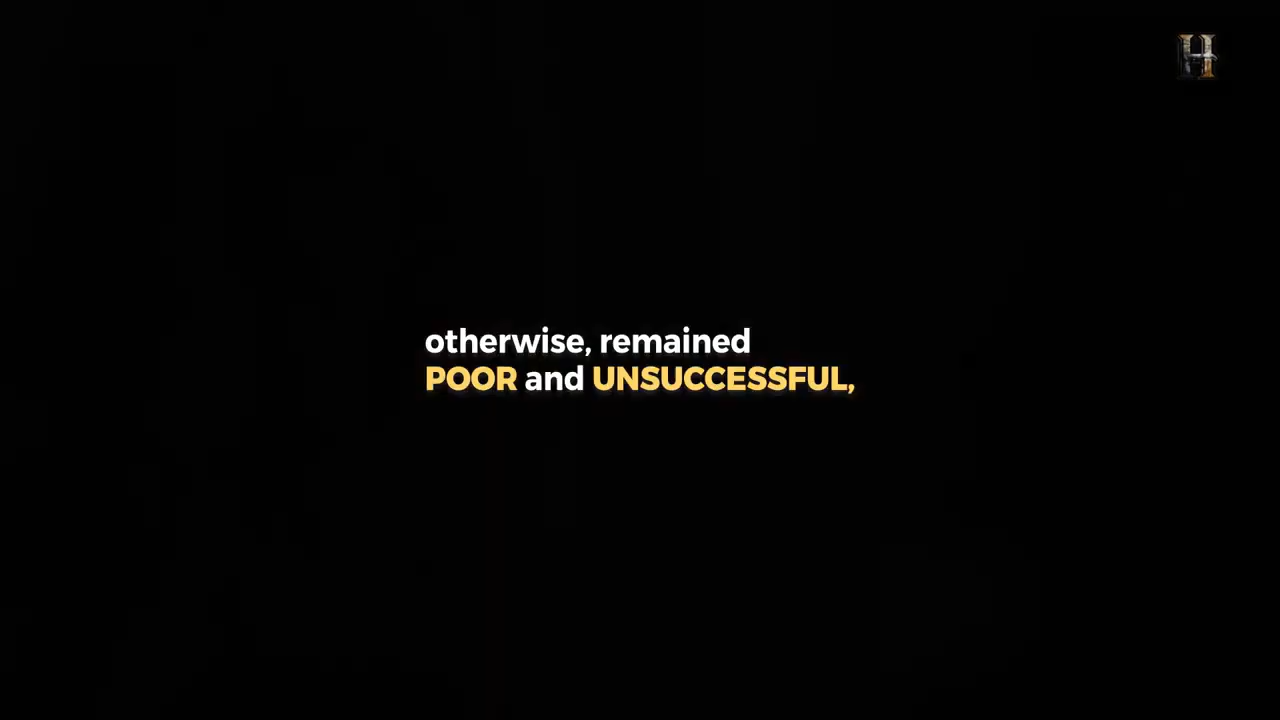 H
otherwise, remained
POOR and UNSUCCESSFUL,